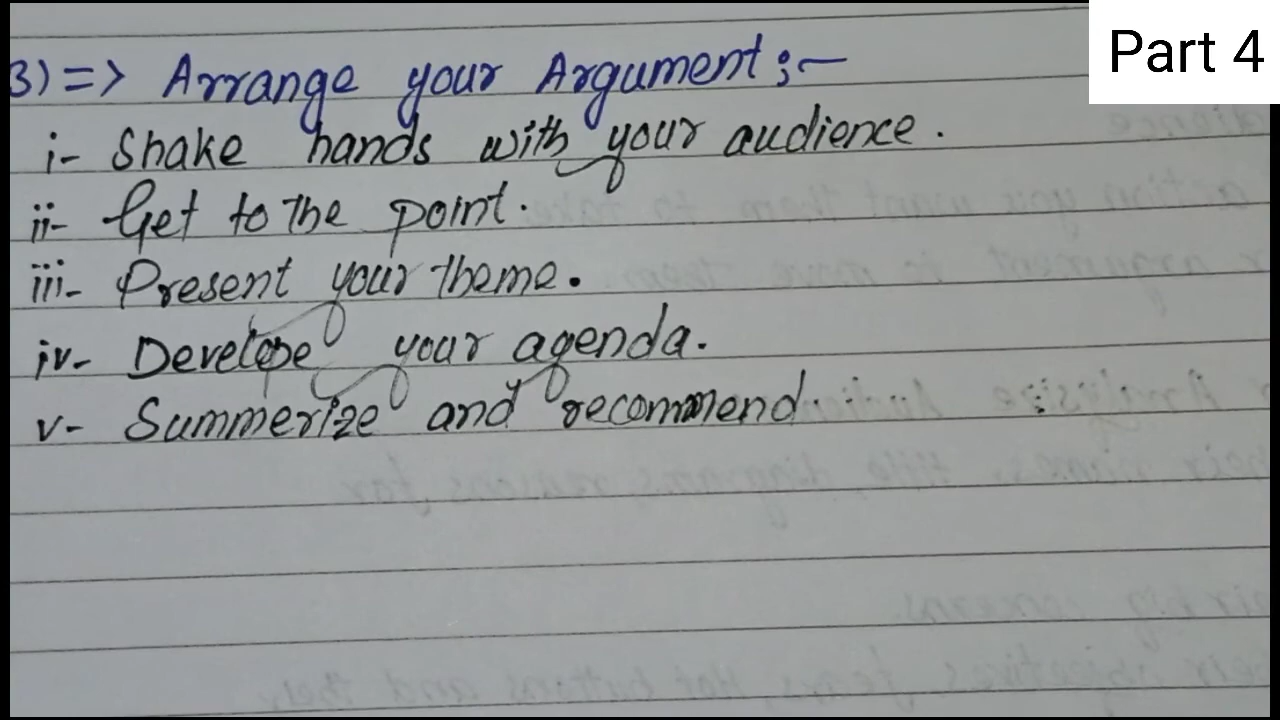 Part 4
3) => Arrange your Argument :-
i- Shake hands with your audience.
ii- Get to the point.
iii- Present your theme.
iv- Develope your agenda.
v- Summerize and recommend.